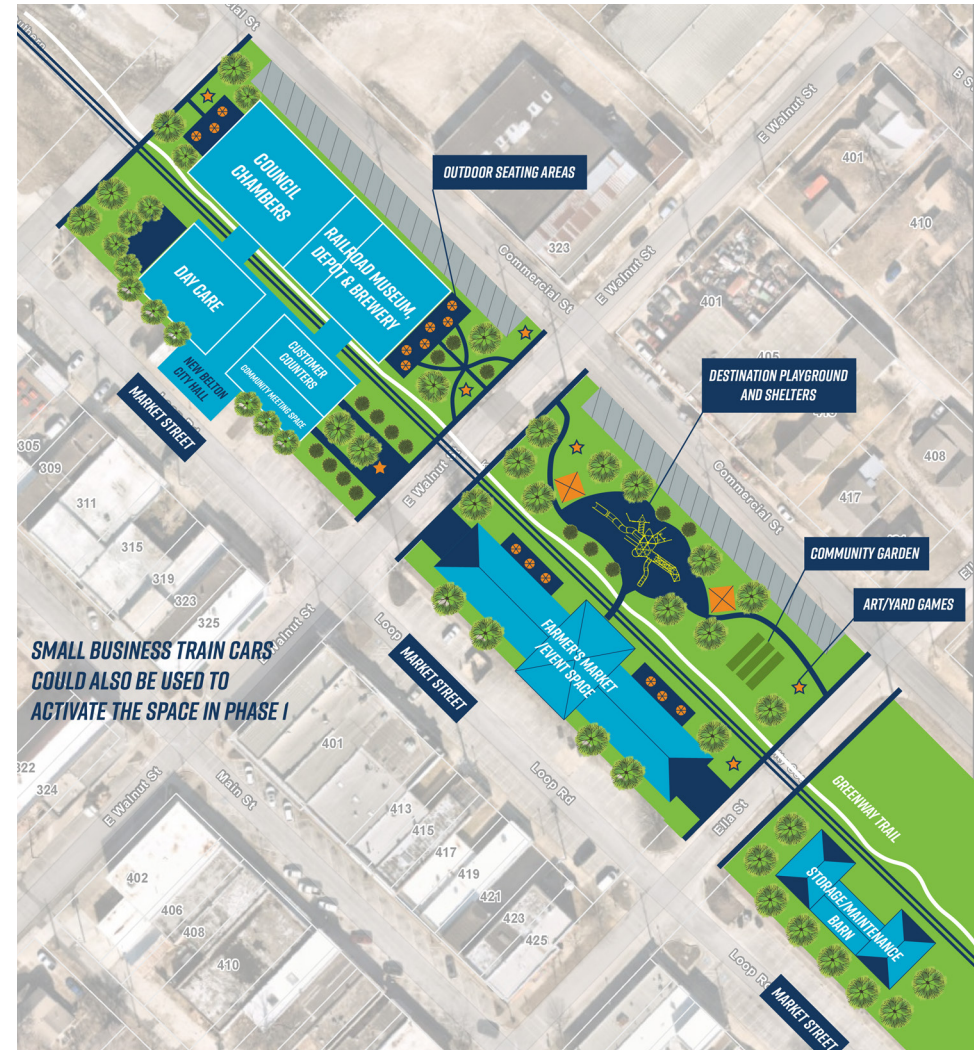 cial St
E Walnut St
B S
401
410
OUTDOOR SEATING AREAS
COUNCIL
CHAMBERS
323
RAILROAD MUSEUM,
DEPOT & BREWERY
Commercial St
E Walnut St
401
DAY CARE
405
CUSTOMER
COUNTERS
COMMUNITY MEETING SPACE
NEW BELTON
CITY HALL
DESTINATION PLAYGROUND
AND SHELTERS
MARKET STREET
305
309
311
315
319
323
325
E Walnut
408
417
Commercial St
COMMUNITY GARDEN
ART/YARD GAMES
E Walnut St
Loop
FARMER'S MARKET
/EVENT SPACE
SMALL BUSINESS TRAIN CARS
COULD ALSO BE USED TO
ACTIVATE THE SPACE IN PHASE I
MARKET STREET
401
322
324
E Walnut St
Main St
Loop Rd
Ella St
GREENWAY TRAIL
413
415
417
419
421
423
425
402
406
408
410
STORAGE/MAINTENANCE
BARN
Loop R
MARKET STREET